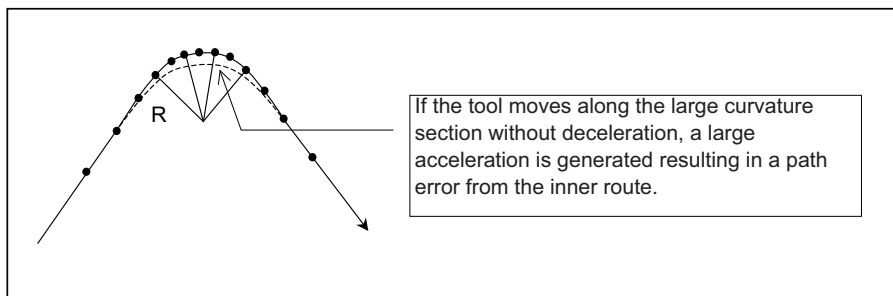 R
If the tool moves along the large curvature
section without deceleration, a large
acceleration is generated resulting in a path
error from the inner route.